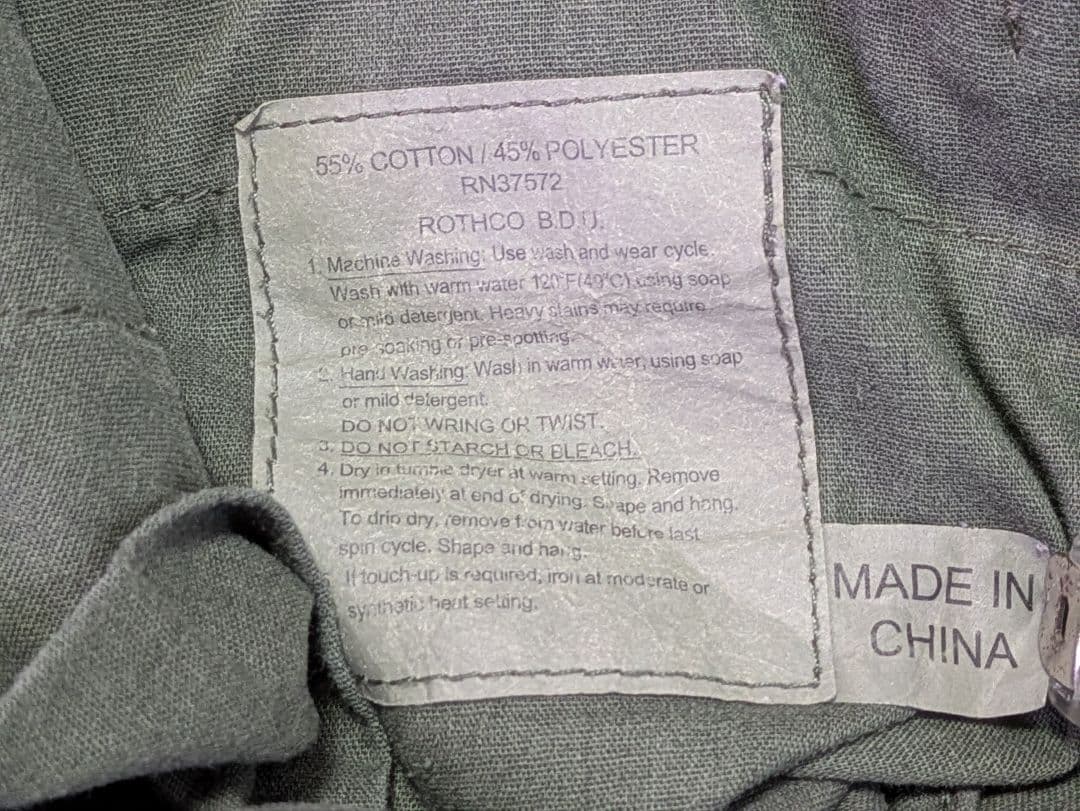 55% COTTON / 45% POLYESTER
RN37572
ROTHCO B.D.U.
1. Machine Washing: Use wash and wear cycle.
Wash with warm water 120°F(49°C) using soap
or mild detergent. Heavy stains may require
pre-soaking or pre-spotting.
2. Hand Washing: Wash in warm water, using soap
or mild detergent.
DO NOT WRING OR TWIST.
3. DO NOT STARCH OR BLEACH.
4. Dry in tumble dryer at warm setting. Remove
immediately at end of drying. Shape and hang.
To drip dry, remove from water before last
spin cycle. Shape and hang.
If touch-up is required, iron at moderate or
synthetic heat setting.
MADE IN
CHINA